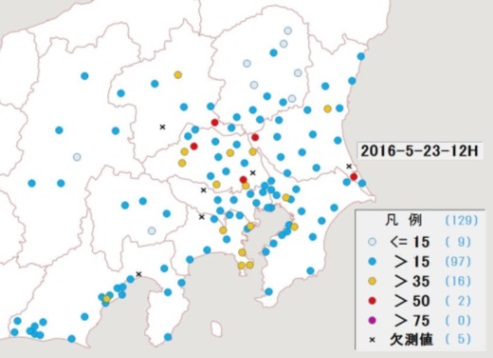 2016-5-23-12H
凡 例 (129)
<= 15 ( 9)
> 15 (97)
> 35 (16)
> 50 ( 2)
> 75 ( 0)
× 欠測値 ( 5)